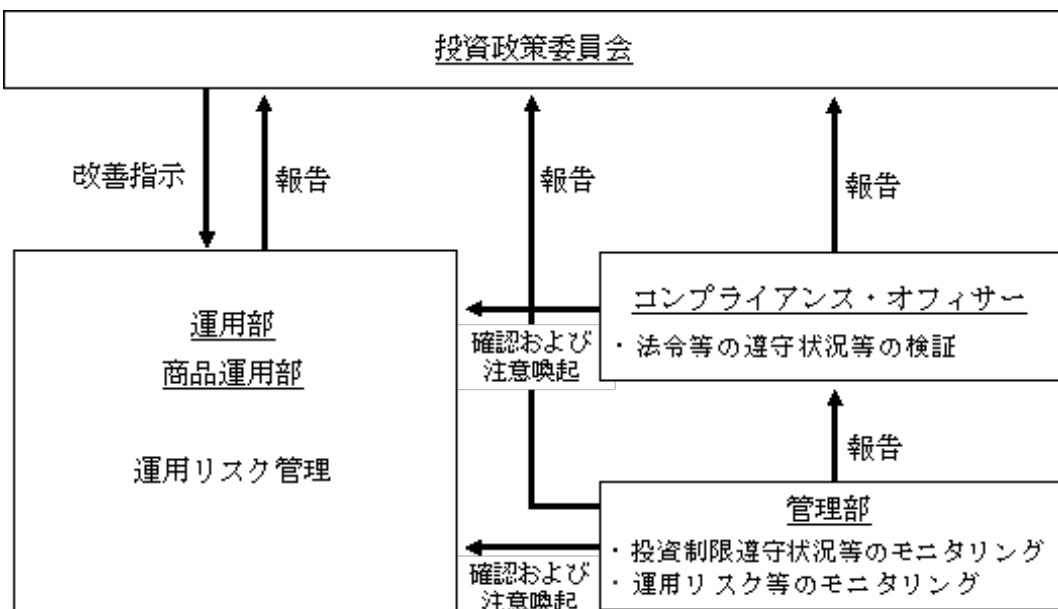 投資政策委員会
改善指示
報告
報告
報告
運用部
商品運用部
運用リスク管理
確認および
注意喚起
コンプライアンス・オフィサー
・法令等の遵守状況等の検証
報告
管理部
・投資制限遵守状況等のモニタリング
・運用リスク等のモニタリング
確認および
注意喚起